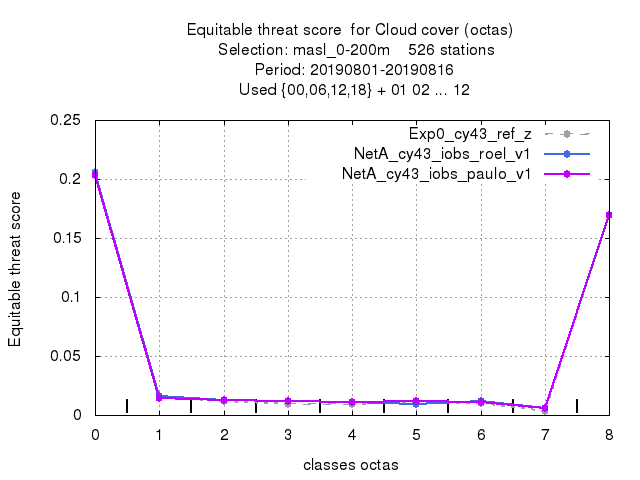 Equitable threat score  for Cloud cover (octas)
Selection: masl_0-200m    526 stations
Period: 20190801-20190816
Used {00,06,12,18} + 01 02 ... 12
Exp0_cy43_ref_z
NetA_cy43_iobs_roel_v1
NetA_cy43_iobs_paulo_v1
Equitable threat score
0.25
0.2
0.15
0.1
0.05
0
0 1 2 3 4 5 6 7 8
classes octas